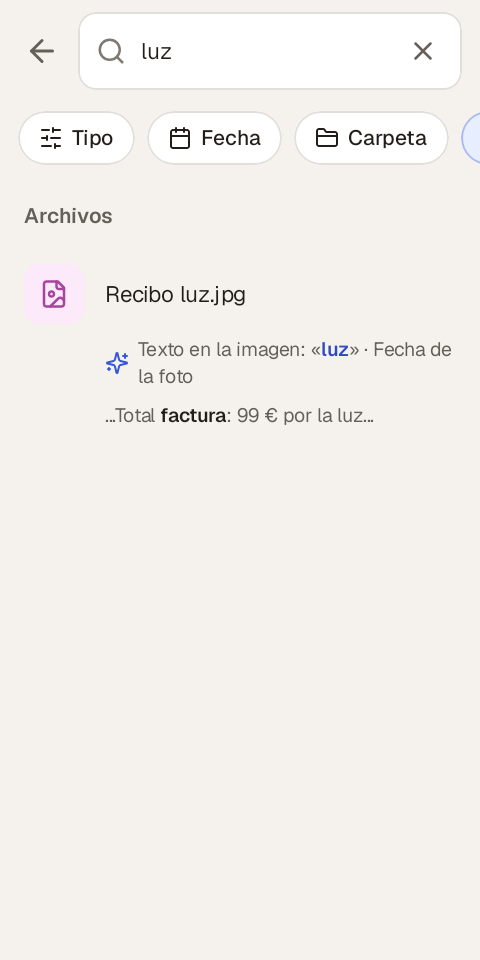 luz
Tipo
Fecha
Carpeta
Archivos
Recibo luz.jpg
Texto en la imagen: «luz» · Fecha de
la foto
...Total factura: 99 € por la luz...